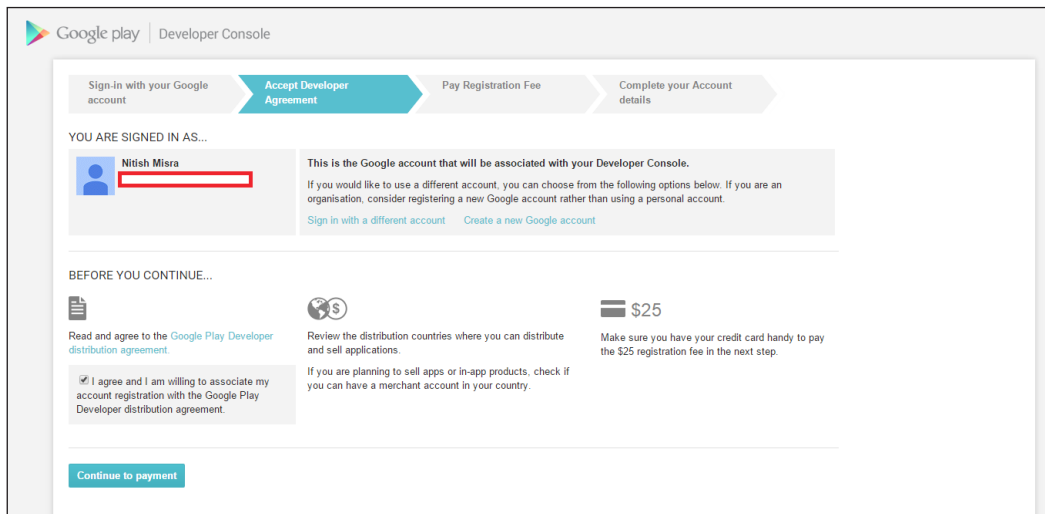 Google play | Developer Console
Sign-in with your Google
account
Accept Developer
Agreement
Pay Registration Fee
Complete your Account
details
YOU ARE SIGNED IN AS...
Nitish Misra
This is the Google account that will be associated with your Developer Console.
If you would like to use a different account, you can choose from the following options below. If you are an
organisation, consider registering a new Google account rather than using a personal account.
Sign in with a different account Create a new Google account
BEFORE YOU CONTINUE...
Read and agree to the Google Play Developer
distribution agreement.
I agree and I am willing to associate my
account registration with the Google Play
Developer distribution agreement.
$
Review the distribution countries where you can distribute
and sell applications.
If you are planning to sell apps or in-app products, check if
you can have a merchant account in your country.
$25
Make sure you have your credit card handy to pay
the $25 registration fee in the next step.
Continue to payment